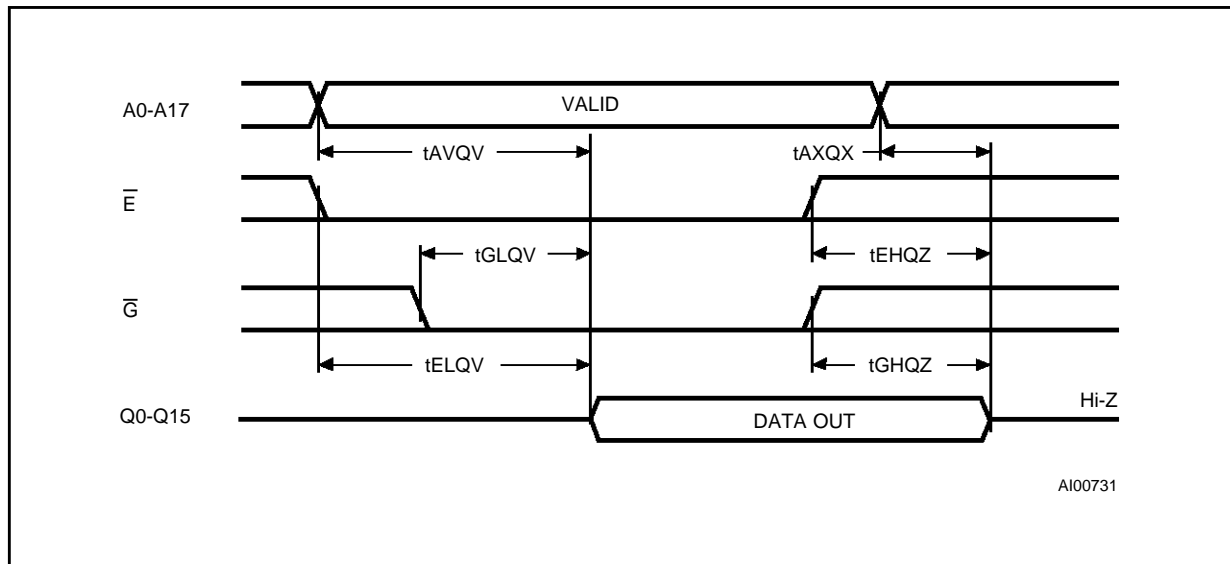 A0-A17
VALID
tAVQV
tAXQX
E̅
tGLQV
tEHQZ
G̅
tELQV
tGHQZ
Q0-Q15
DATA OUT
Hi-Z
AI00731